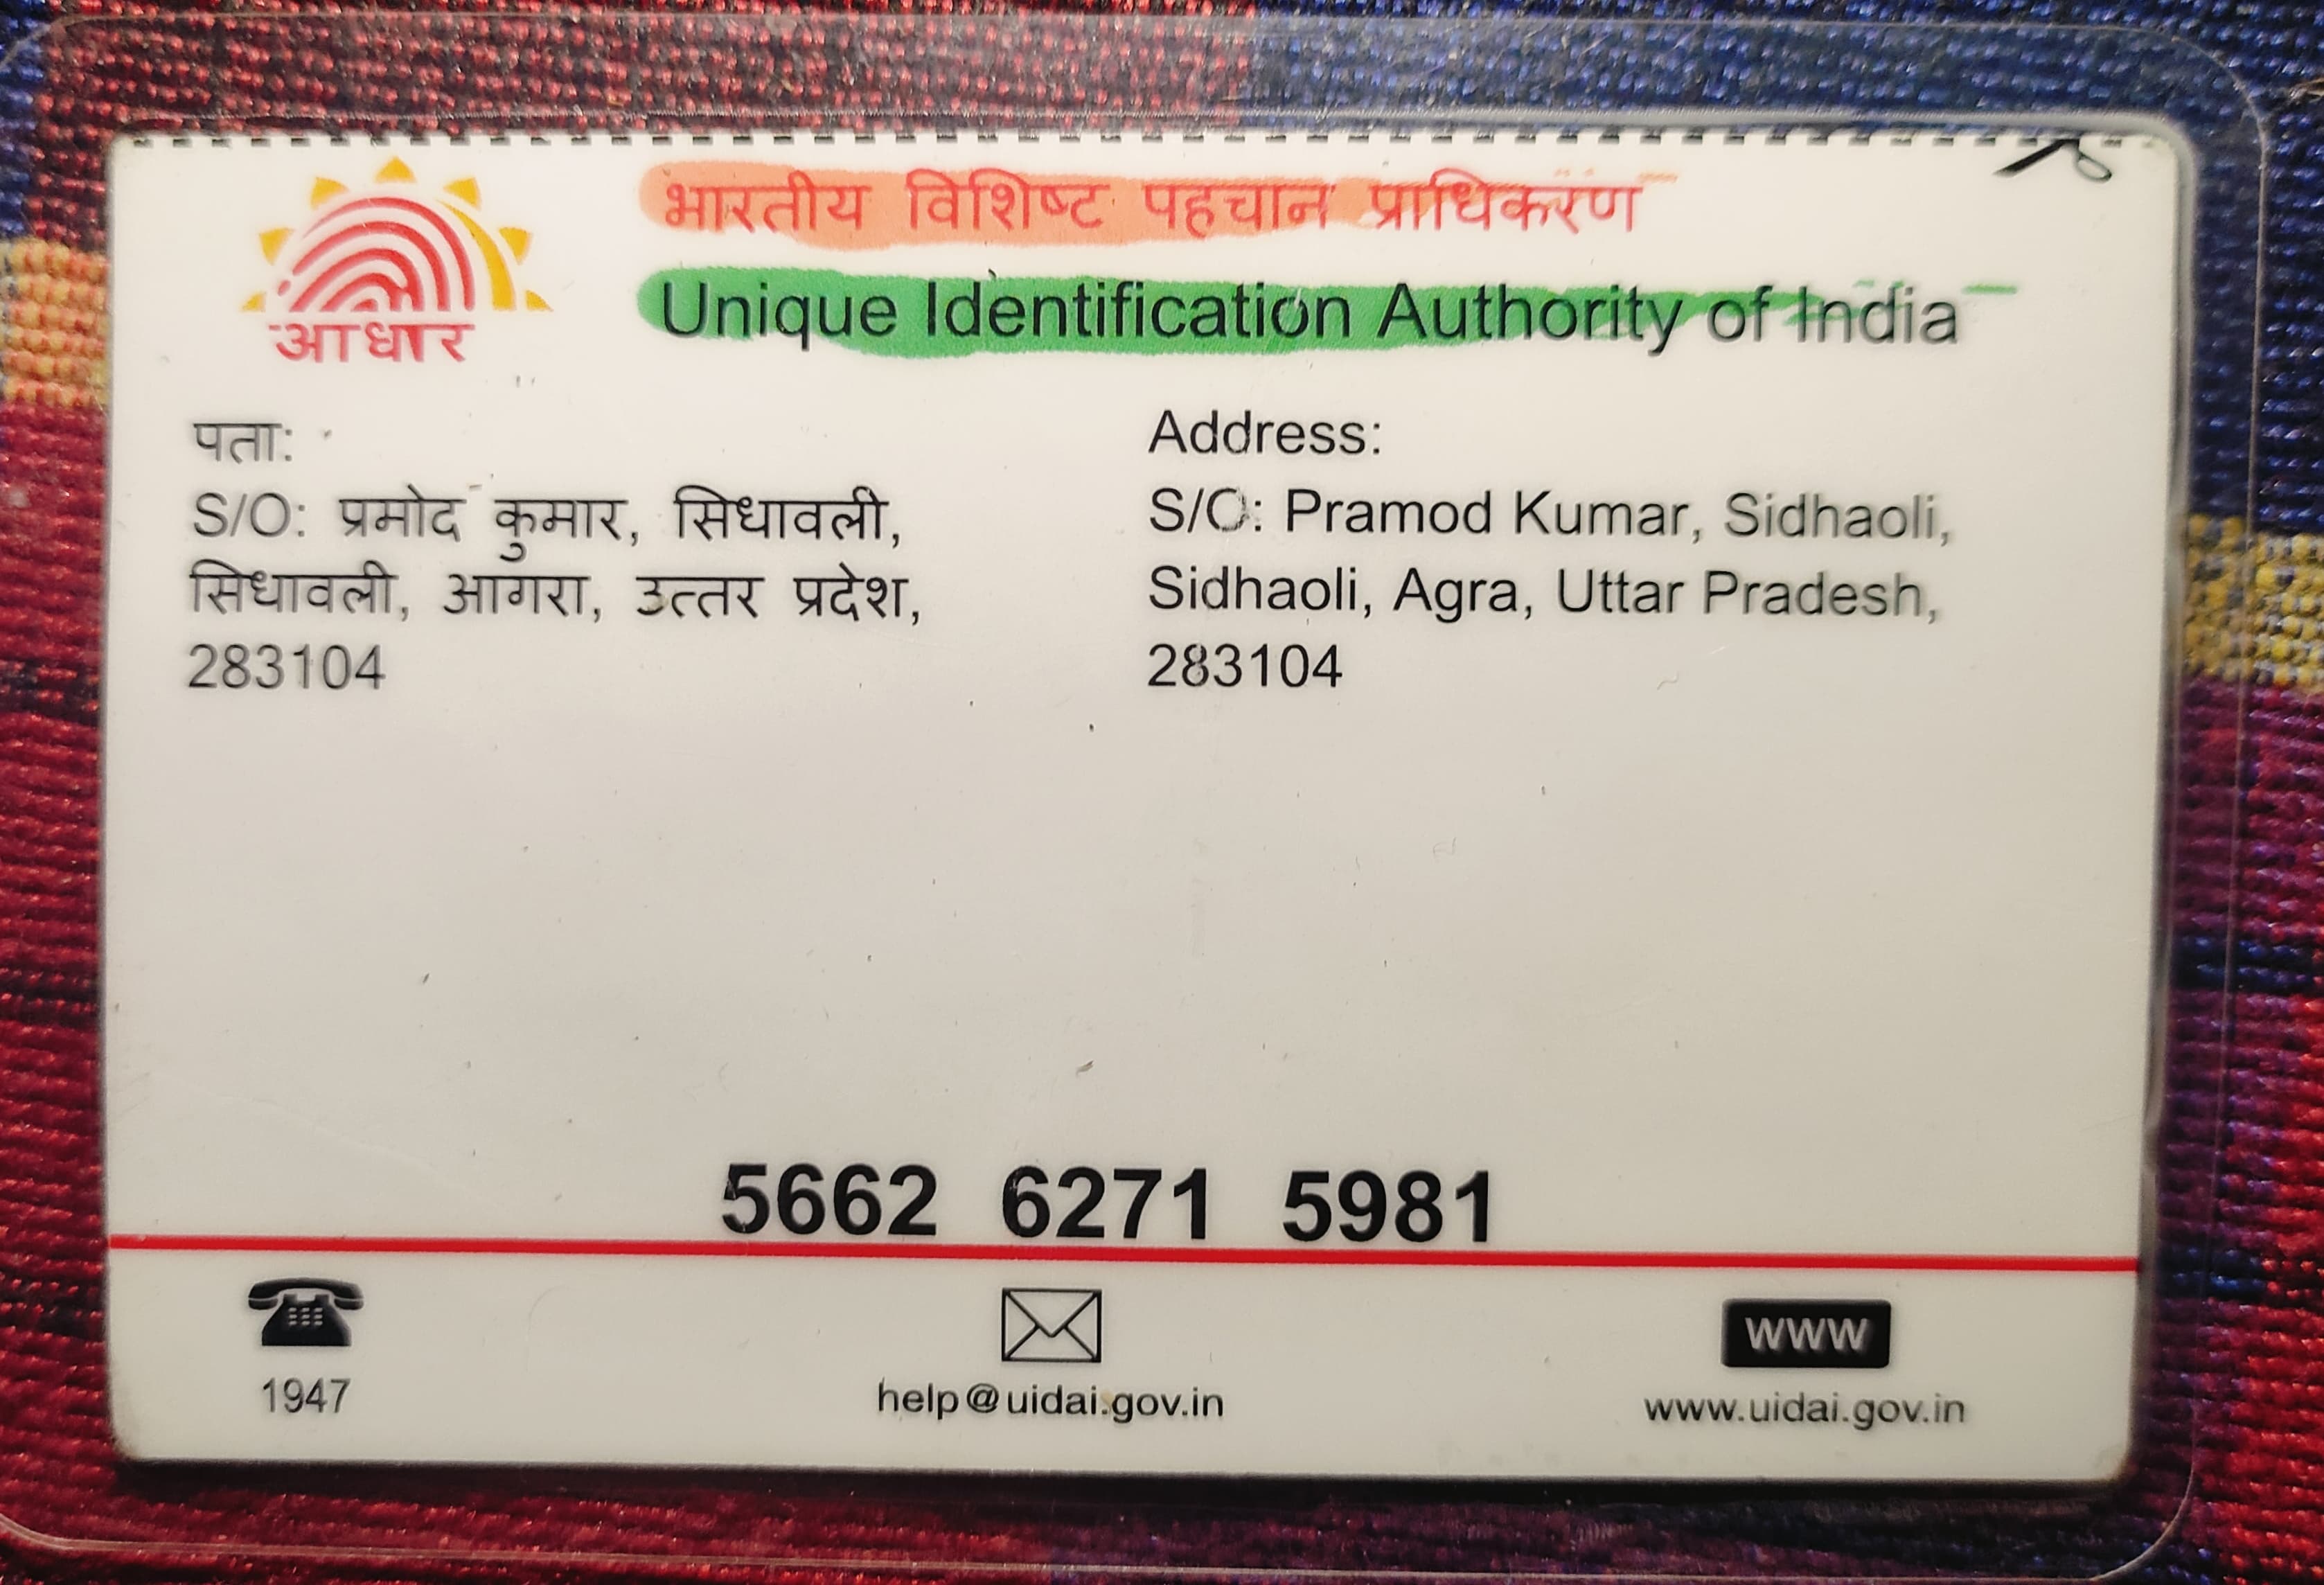 भारतीय विशिष्ट पहचान प्राधिकरण
Unique Identification Authority of India
आधार
पता:
S/O: प्रमोद कुमार, सिधावली,
सिधावली, आगरा, उत्तर प्रदेश,
283104
Address:
S/O: Pramod Kumar, Sidhaoli,
Sidhaoli, Agra, Uttar Pradesh,
283104
5662 6271 5981
1947
help@uidai.gov.in
www
www.uidai.gov.in